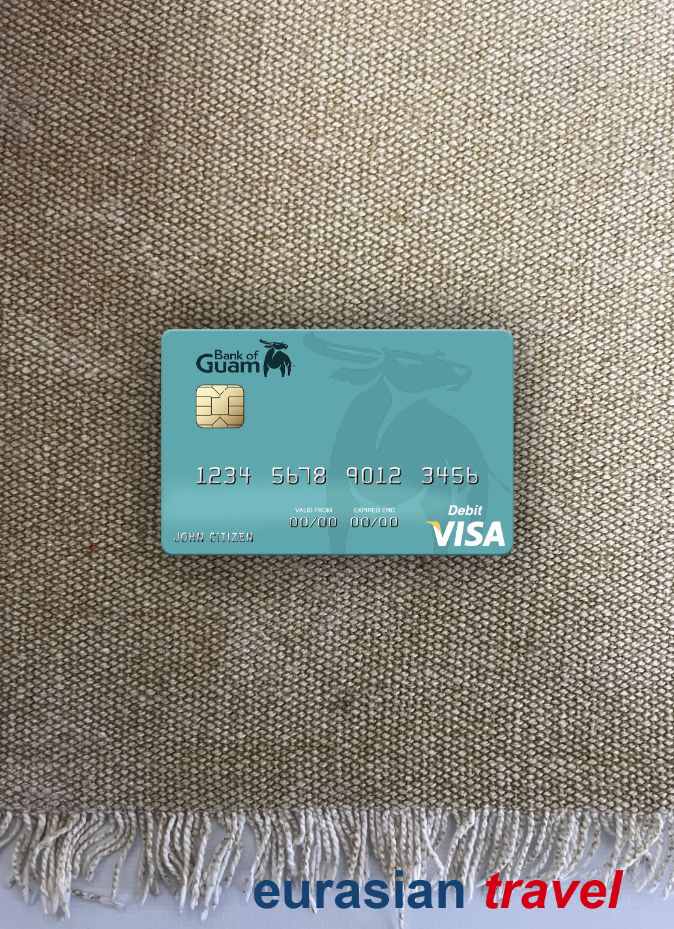 Bank of
Guam
1234 5678 9012 3456
VALID FROM EXPIRED END
00/00 00/00
JOHN CITIZEN
Debit
VISA
eurasian travel